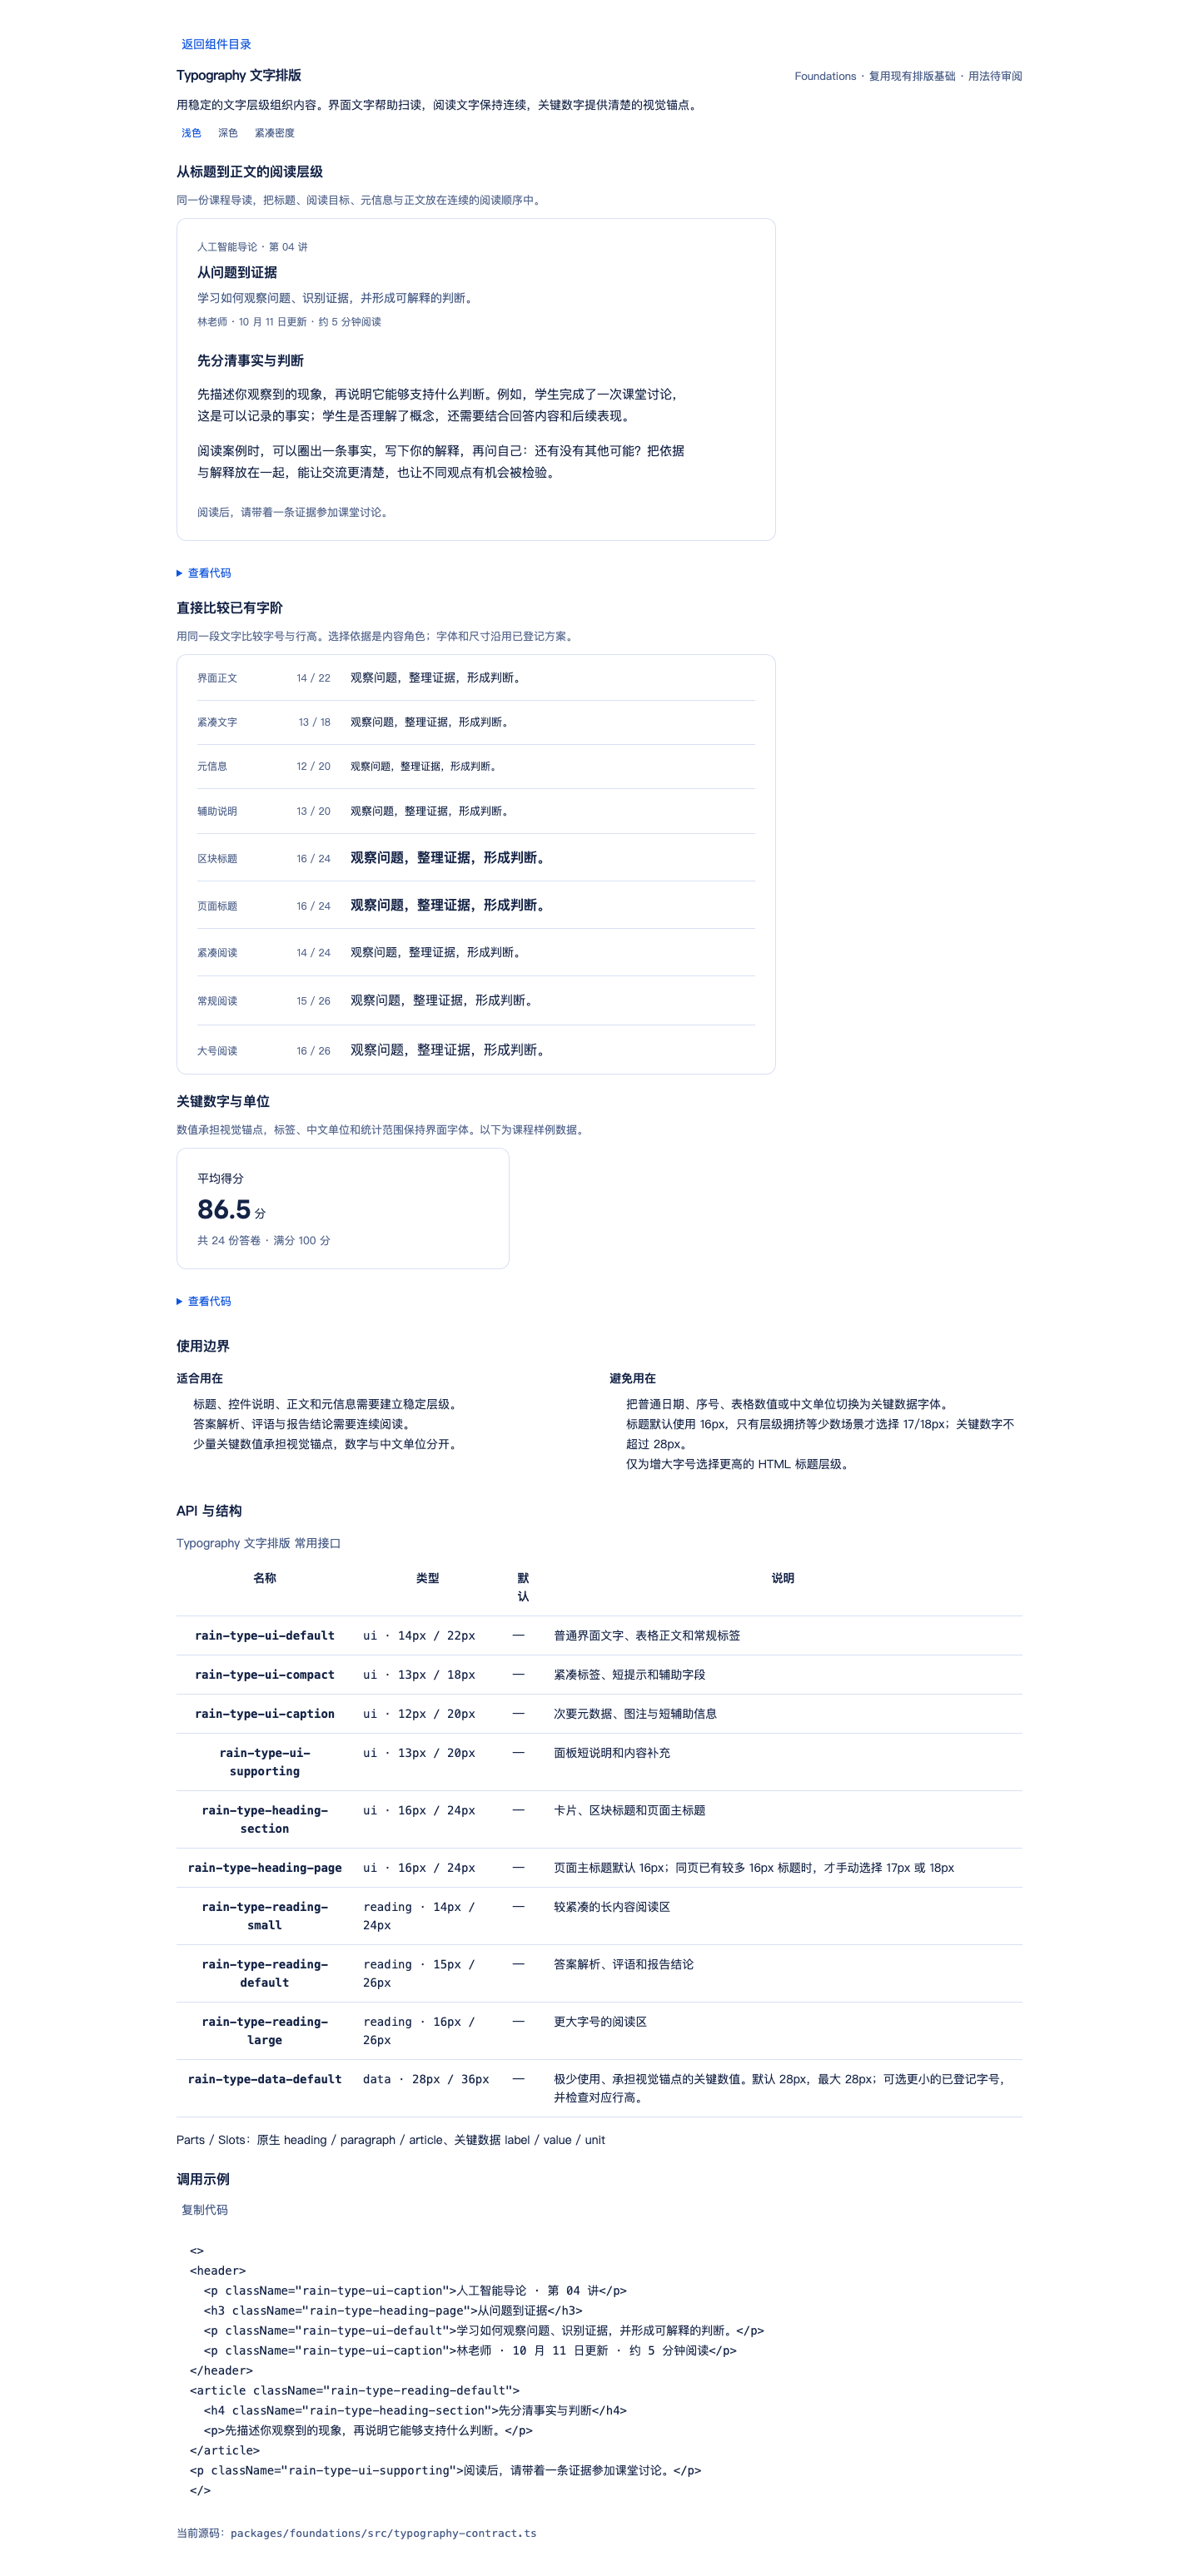 返回组件目录
Typography 文字排版
Foundations · 复用现有排版基础 · 用法待审阅
用稳定的文字层级组织内容。界面文字帮助扫读，阅读文字保持连续，关键数字提供清楚的视觉锚点。
浅色 深色 紧凑密度
从标题到正文的阅读层级
同一份课程导读，把标题、阅读目标、元信息与正文放在连续的阅读顺序中。
人工智能导论 · 第 04 讲
从问题到证据
学习如何观察问题、识别证据，并形成可解释的判断。
林老师 · 10 月 11 日更新 · 约 5 分钟阅读
先分清事实与判断
先描述你观察到的现象，再说明它能够支持什么判断。例如，学生完成了一次课堂讨论，
这是可以记录的事实；学生是否理解了概念，还需要结合回答内容和后续表现。
阅读案例时，可以圈出一条事实，写下你的解释，再问自己：还有没有其他可能？把依据
与解释放在一起，能让交流更清楚，也让不同观点有机会被检验。
阅读后，请带着一条证据参加课堂讨论。
▶ 查看代码
直接比较已有字阶
用同一段文字比较字号与行高。选择依据是内容角色；字体和尺寸沿用已登记方案。
界面正文 14 / 22 观察问题，整理证据，形成判断。
紧凑文字 13 / 18 观察问题，整理证据，形成判断。
元信息 12 / 20 观察问题，整理证据，形成判断。
辅助说明 13 / 20 观察问题，整理证据，形成判断。
区块标题 16 / 24 观察问题，整理证据，形成判断。
页面标题 16 / 24 观察问题，整理证据，形成判断。
紧凑阅读 14 / 24 观察问题，整理证据，形成判断。
常规阅读 15 / 26 观察问题，整理证据，形成判断。
大号阅读 16 / 26 观察问题，整理证据，形成判断。
关键数字与单位
数值承担视觉锚点，标签、中文单位和统计范围保持界面字体。以下为课程样例数据。
平均得分
86.5 分
共 24 份答卷 · 满分 100 分
▶ 查看代码
使用边界
适合用在
标题、控件说明、正文和元信息需要建立稳定层级。
答案解析、评语与报告结论需要连续阅读。
少量关键数值承担视觉锚点，数字与中文单位分开。
避免用在
把普通日期、序号、表格数值或中文单位切换为关键数据字体。
标题默认使用 16px，只有层级拥挤等少数场景才选择 17/18px；关键数字不
超过 28px。
仅为增大字号选择更高的 HTML 标题层级。
API 与结构
Typography 文字排版 常用接口
名称 类型 默认 说明
rain-type-ui-default ui · 14px / 22px — 普通界面文字、表格正文和常规标签
rain-type-ui-compact ui · 13px / 18px — 紧凑标签、短提示和辅助字段
rain-type-ui-caption ui · 12px / 20px — 次要元数据、图注与短辅助信息
rain-type-ui-supporting ui · 13px / 20px — 面板短说明和内容补充
rain-type-heading-section ui · 16px / 24px — 卡片、区块标题和页面主标题
rain-type-heading-page ui · 16px / 24px — 页面主标题默认 16px；同页已有较多 16px 标题时，才手动选择 17px 或 18px
rain-type-reading-small reading · 14px / 24px — 较紧凑的长内容阅读区
rain-type-reading-default reading · 15px / 26px — 答案解析、评语和报告结论
rain-type-reading-large reading · 16px / 26px — 更大字号的阅读区
rain-type-data-default data · 28px / 36px — 极少使用、承担视觉锚点的关键数值。默认 28px，最大 28px；可选更小的已登记字号，
并检查对应行高。
Parts / Slots：原生 heading / paragraph / article、关键数据 label / value / unit
调用示例
复制代码
<>
<header>
  <p className="rain-type-ui-caption">人工智能导论 · 第 04 讲</p>
  <h3 className="rain-type-heading-page">从问题到证据</h3>
  <p className="rain-type-ui-default">学习如何观察问题、识别证据，并形成可解释的判断。</p>
  <p className="rain-type-ui-caption">林老师 · 10 月 11 日更新 · 约 5 分钟阅读</p>
</header>
<article className="rain-type-reading-default">
  <h4 className="rain-type-heading-section">先分清事实与判断</h4>
  <p>先描述你观察到的现象，再说明它能够支持什么判断。</p>
</article>
<p className="rain-type-ui-supporting">阅读后，请带着一条证据参加课堂讨论。</p>
</>
当前源码：packages/foundations/src/typography-contract.ts